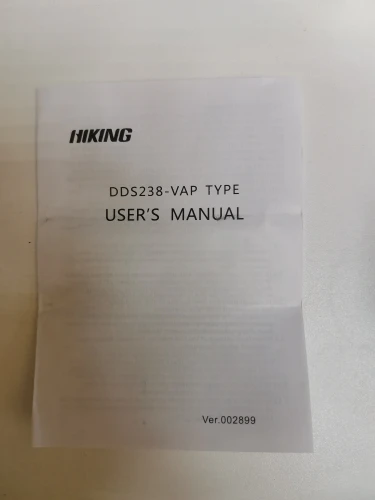 HIKING
DDS238-VAP TYPE
USER'S MANUAL
Ver.002899